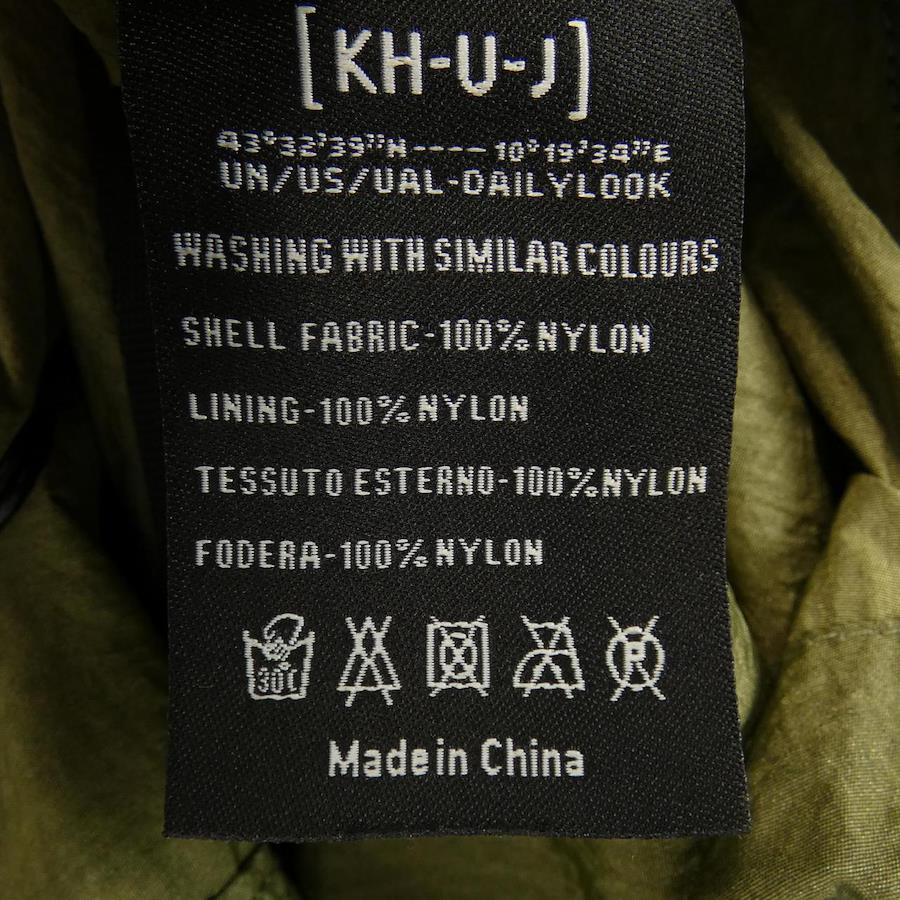 [KH-U-J]
43°32'39"N----10°19'34"E
UN/US/UAL-DAILYLOOK
WASHING WITH SIMILAR COLOURS
SHELL FABRIC-100% NYLON
LINING-100% NYLON
TESSUTO ESTERNO-100%NYLON
FODERA-100% NYLON
30℃
P
Made in China